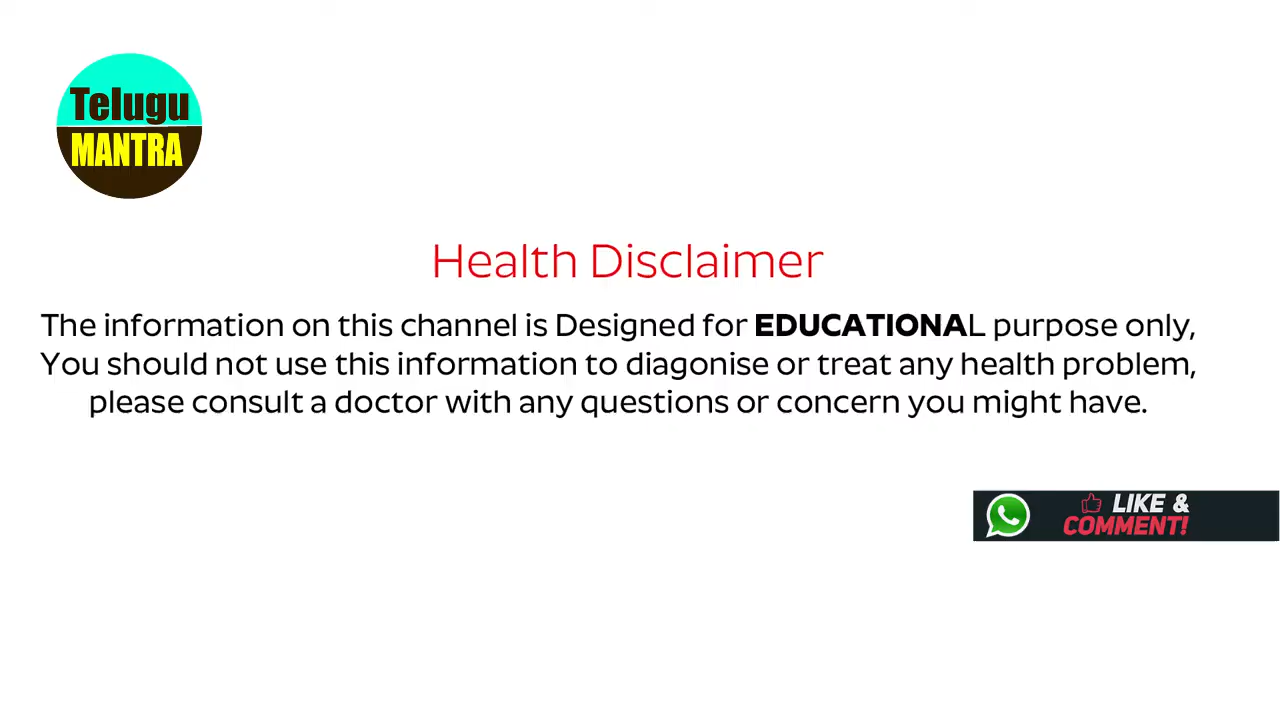 Telugu
MANTRA
Health Disclaimer
The information on this channel is Designed for EDUCATIONAL purpose only,
You should not use this information to diagonise or treat any health problem,
please consult a doctor with any questions or concern you might have.
LIKE &
COMMENT!